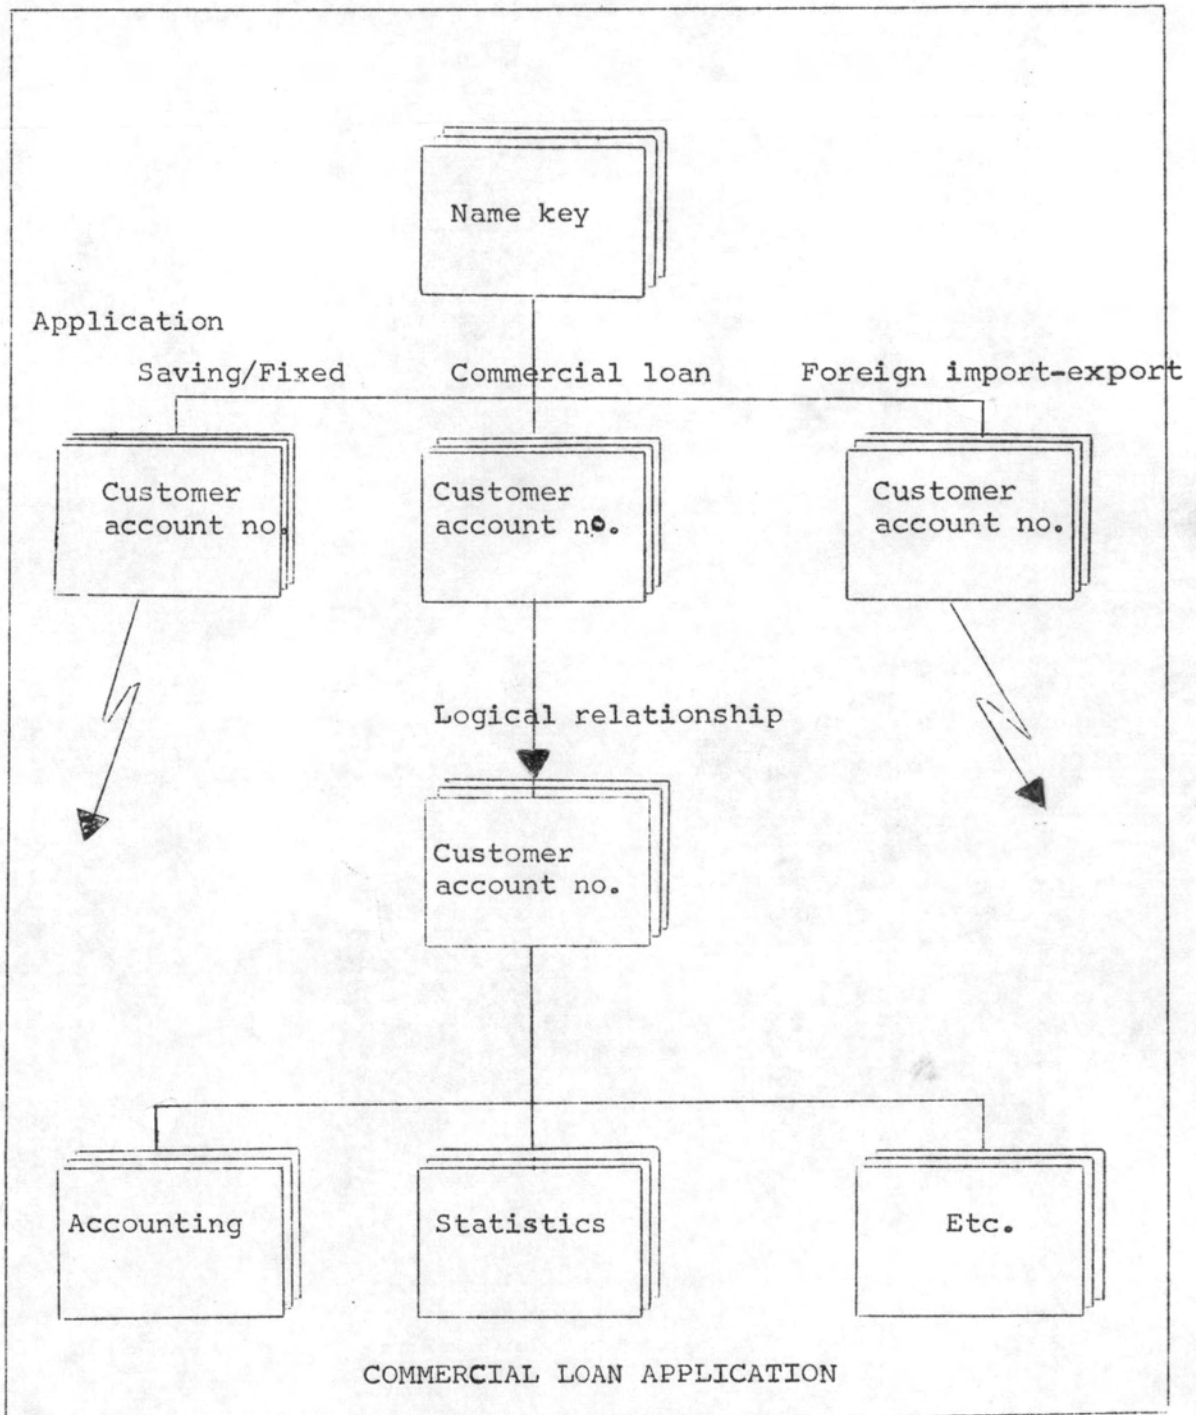 Name key
Application
Saving/Fixed
Commercial loan
Foreign import-export
Customer
account no.
Customer
account no.
Customer
account no.
Logical relationship
Customer
account no.
Accounting
Statistics
Etc.
COMMERCIAL LOAN APPLICATION